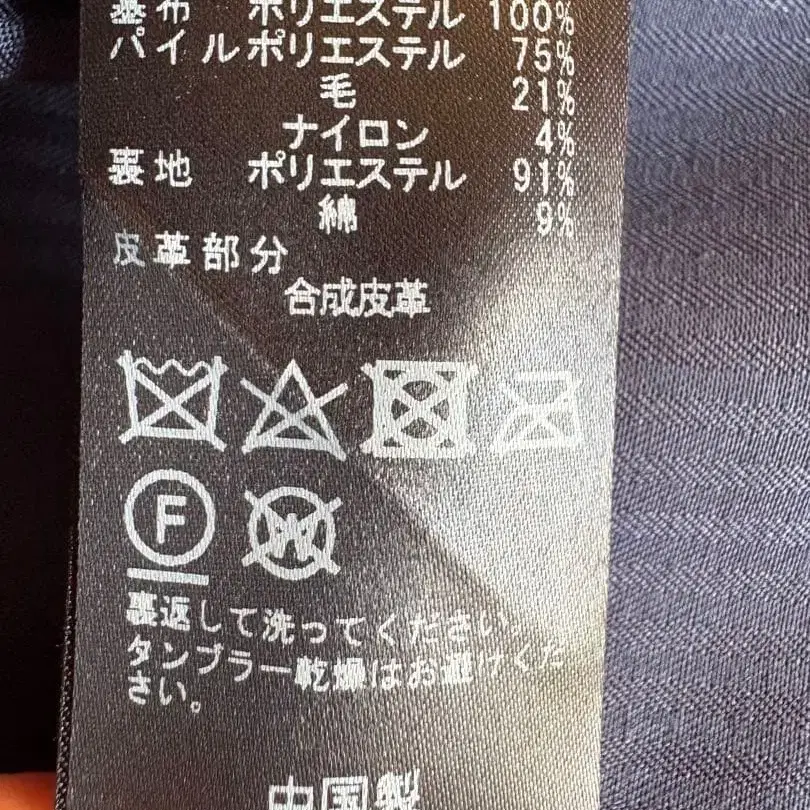 基布 ポリエステル 100%
パイル ポリエステル 75%
毛 21%
ナイロン 4%
裏地 ポリエステル 91%
綿 9%
皮革部分
合成皮革
F W
裏返して洗ってください。
タンブラー乾燥はお避けくだ
さい。
中国製